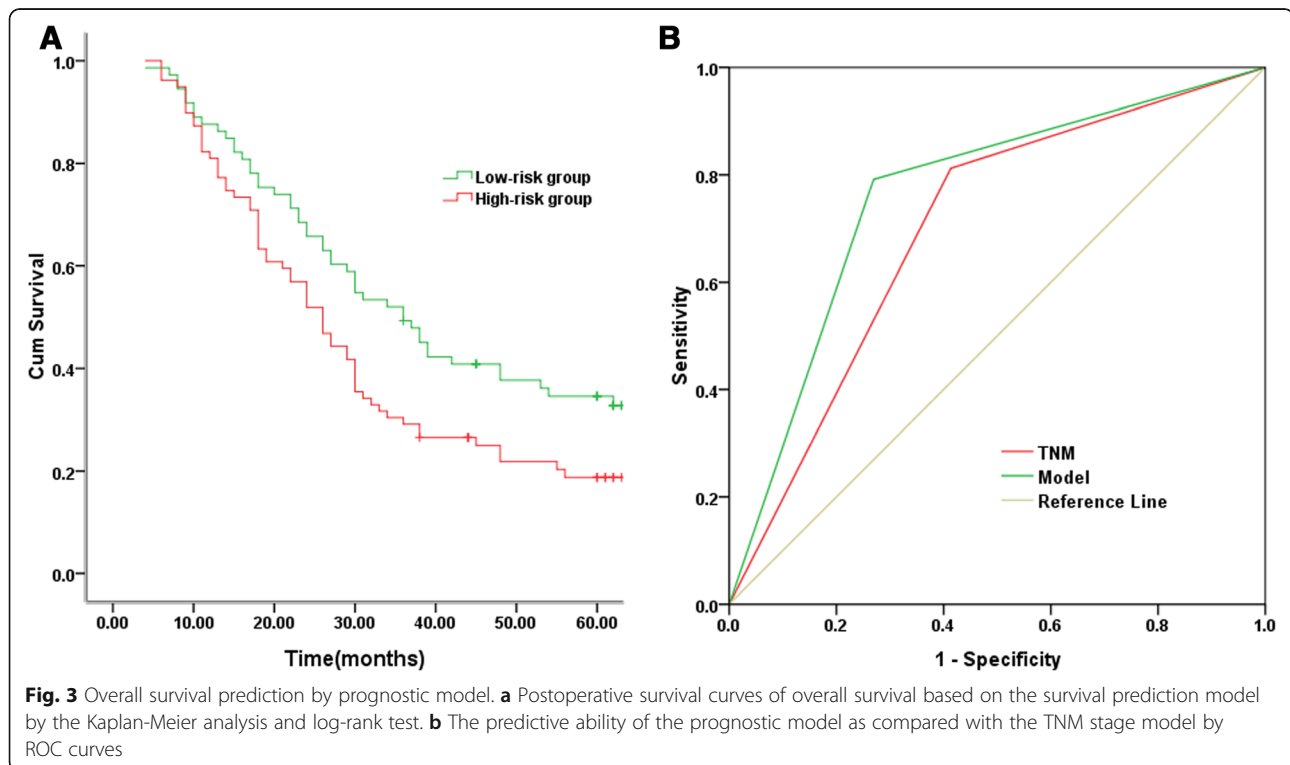 A
1.0
0.8
0.6
0.4
0.2
0.0
Cum Survival
Low-risk group
High-risk group
0.00 10.00 20.00 30.00 40.00 50.00 60.00
Time(months)
B
1.0
0.8
0.6
0.4
0.2
0.0
Sensitivity
TNM
Model
Reference Line
0.0 0.2 0.4 0.6 0.8 1.0
1 - Specificity
Fig. 3 Overall survival prediction by prognostic model. a Postoperative survival curves of overall survival based on the survival prediction model
by the Kaplan-Meier analysis and log-rank test. b The predictive ability of the prognostic model as compared with the TNM stage model by
ROC curves